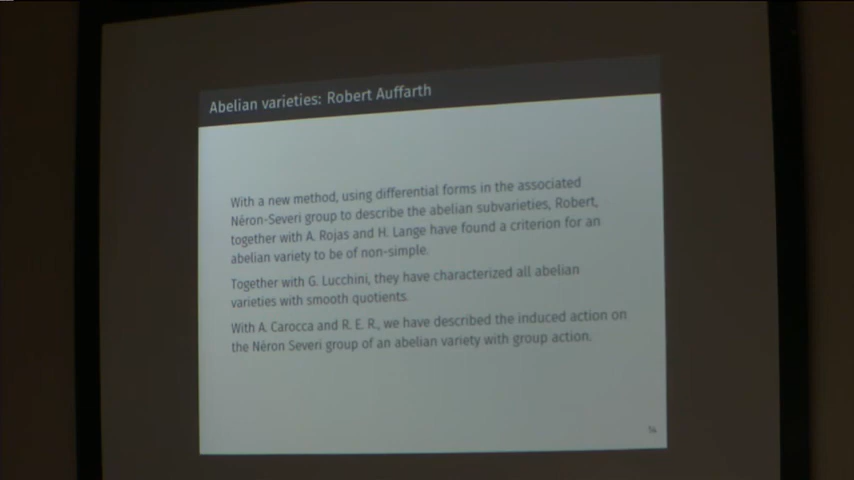 Abelian varieties: Robert Auffarth
With a new method, using differential forms in the associated
Néron-Severi group to describe the abelian subvarieties, Robert,
together with A. Rojas and H. Lange have found a criterion for an
abelian variety to be of non-simple.
Together with G. Lucchini, they have characterized all abelian
varieties with smooth quotients.
With A. Carocca and R. E. R., we have described the induced action on
the Néron Severi group of an abelian variety with group action.